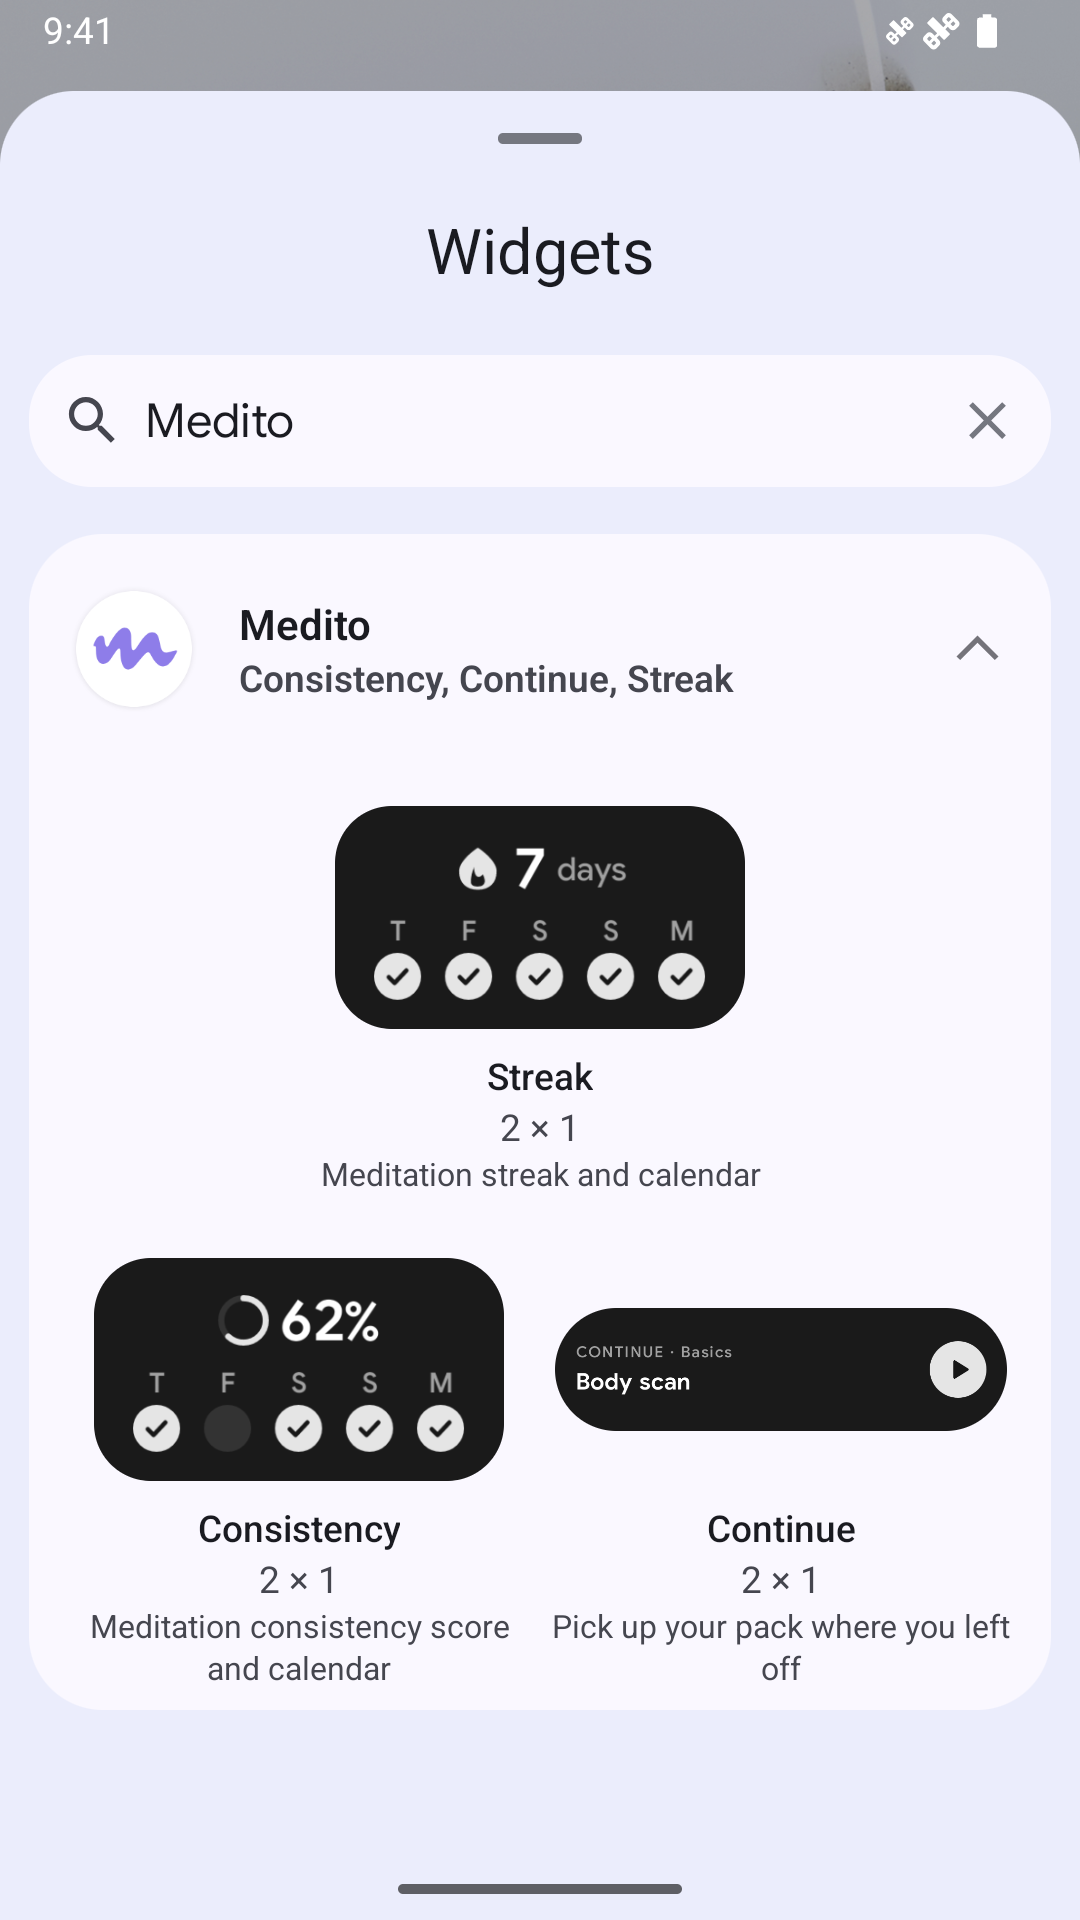 9:41
Widgets
Medito
Medito
Consistency, Continue, Streak
7 days
T F S S M
Streak
2 × 1
Meditation streak and calendar
62%
T F S S M
Consistency
2 × 1
Meditation consistency score
and calendar
CONTINUE · Basics
Body scan
Continue
2 × 1
Pick up your pack where you left
off